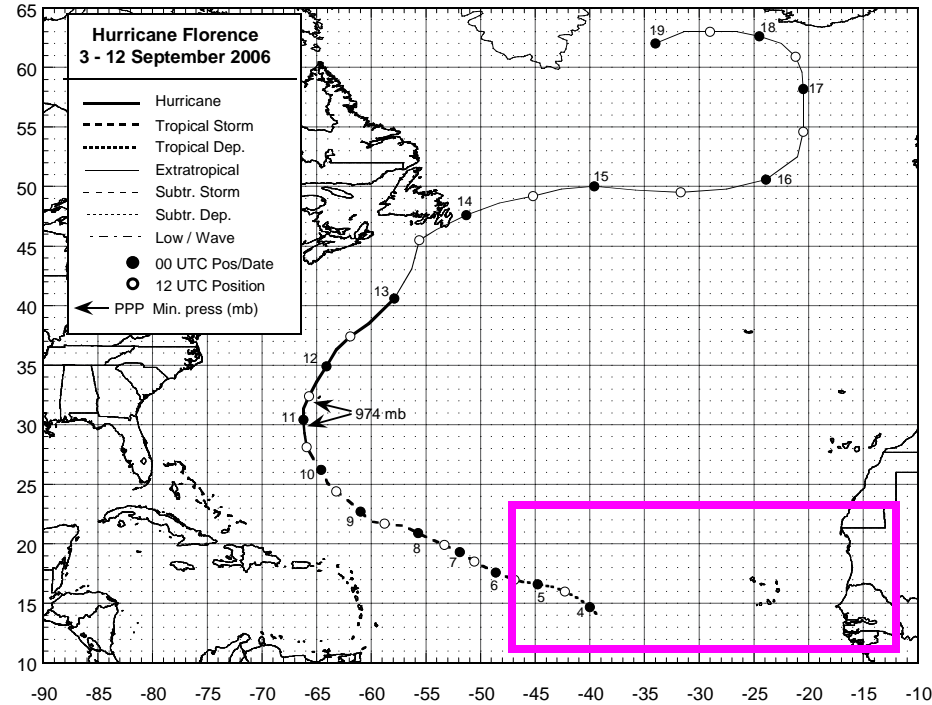 Hurricane Florence
3 - 12 September 2006
Hurricane
Tropical Storm
Tropical Dep.
Extratropical
Subtr. Storm
Subtr. Dep.
Low / Wave
00 UTC Pos/Date
12 UTC Position
PPP Min. press (mb)
65
60
55
50
45
40
35
30
25
20
15
10
19
18
17
16
15
14
13
12
11
974 mb
10
9
8
7
6
5
4
-90 -85 -80 -75 -70 -65 -60 -55 -50 -45 -40 -35 -30 -25 -20 -15 -10